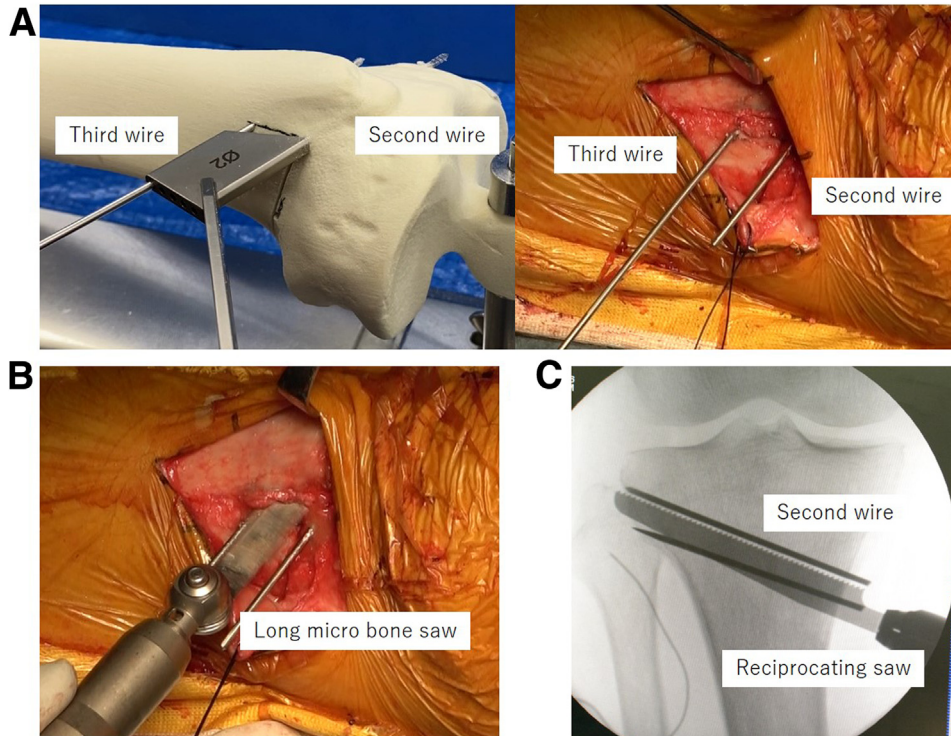 A
Third wire
Second wire
Ø2
Third wire
Second wire
B
Long micro bone saw
C
Second wire
Reciprocating saw